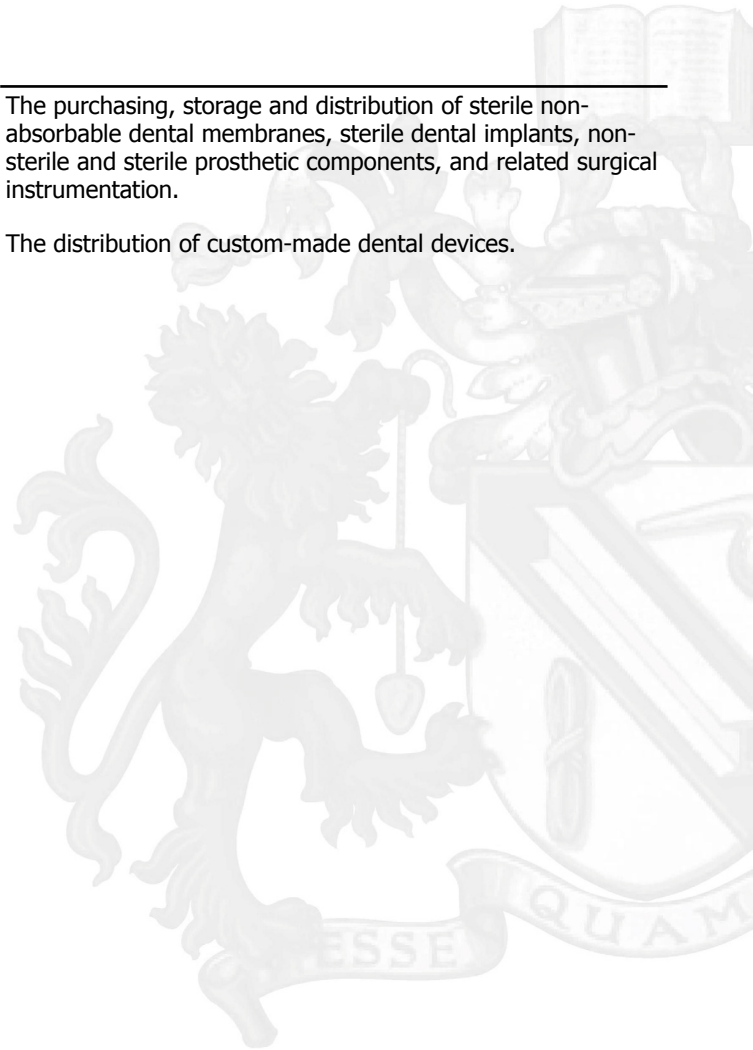 The purchasing, storage and distribution of sterile non-
absorbable dental membranes, sterile dental implants, non-
sterile and sterile prosthetic components, and related surgical
instrumentation.
The distribution of custom-made dental devices.
ESSE
QUAM